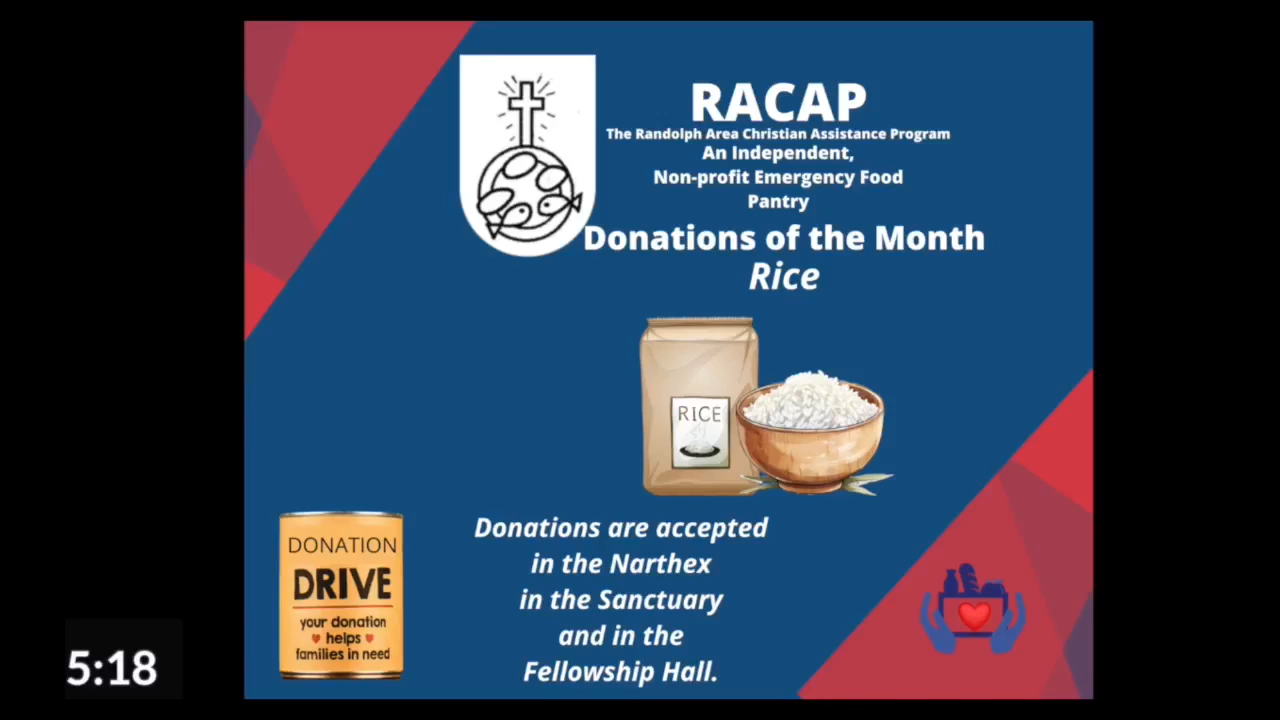 RACAP
The Randolph Area Christian Assistance Program
An Independent,
Non-profit Emergency Food
Pantry
Donations of the Month
Rice
RICE
Donations are accepted
in the Narthex
in the Sanctuary
and in the
Fellowship Hall.
DONATION
DRIVE
your donation
helps
families in need
5:18